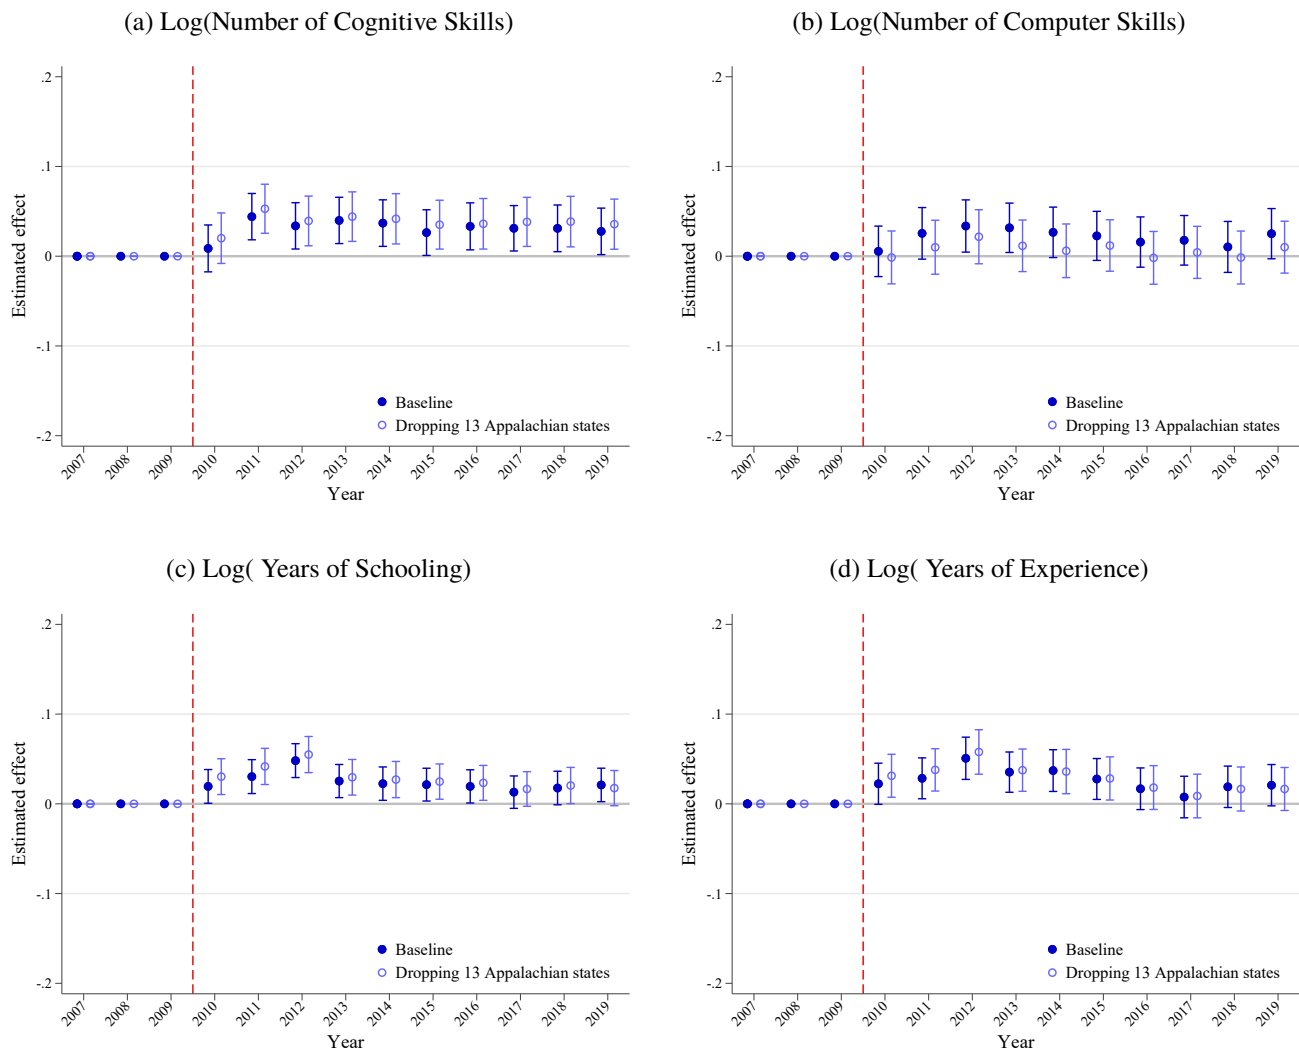 (a) Log(Number of Cognitive Skills)
.2
.1
0
-.1
-.2
Estimated effect
Baseline
Dropping 13 Appalachian states
2007 2008 2009 2010 2011 2012 2013 2014 2015 2016 2017 2018 2019
Year
(b) Log(Number of Computer Skills)
.2
.1
0
-.1
-.2
Estimated effect
Baseline
Dropping 13 Appalachian states
2007 2008 2009 2010 2011 2012 2013 2014 2015 2016 2017 2018 2019
Year
(c) Log( Years of Schooling)
.2
.1
0
-.1
-.2
Estimated effect
Baseline
Dropping 13 Appalachian states
2007 2008 2009 2010 2011 2012 2013 2014 2015 2016 2017 2018 2019
Year
(d) Log( Years of Experience)
.2
.1
0
-.1
-.2
Estimated effect
Baseline
Dropping 13 Appalachian states
2007 2008 2009 2010 2011 2012 2013 2014 2015 2016 2017 2018 2019
Year